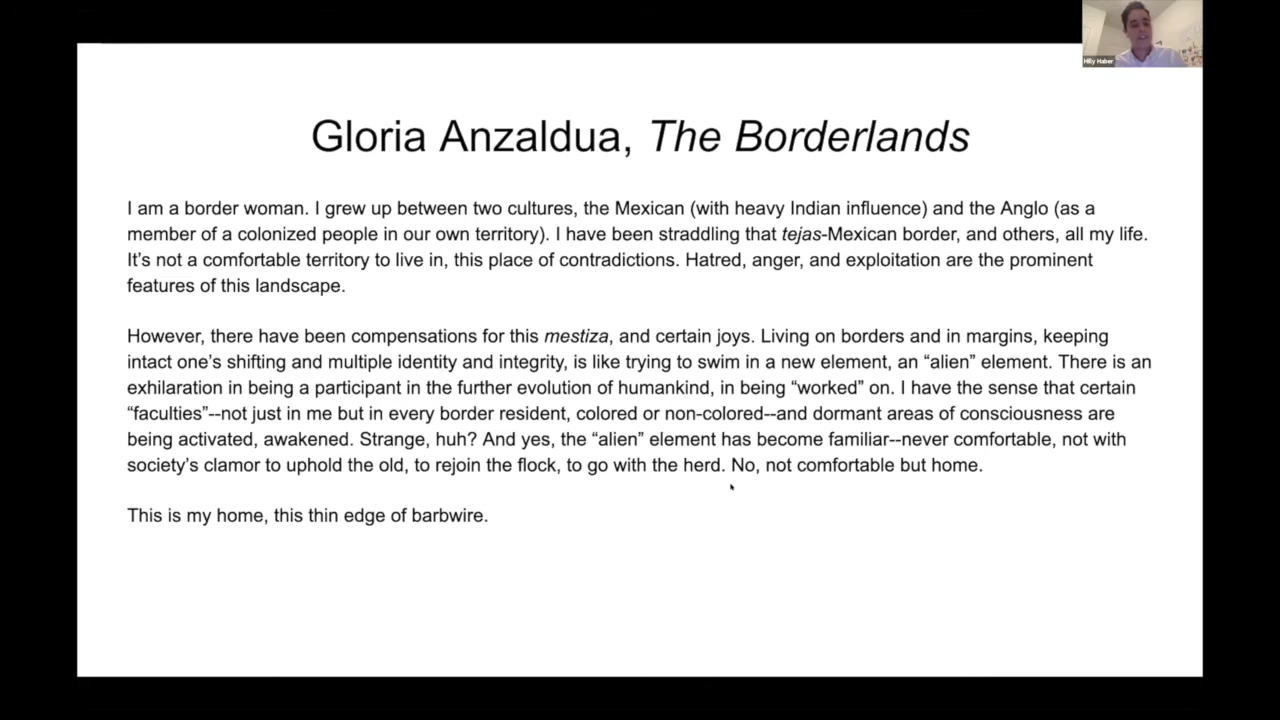 Hilly Haber
Gloria Anzaldua, The Borderlands
I am a border woman. I grew up between two cultures, the Mexican (with heavy Indian influence) and the Anglo (as a
member of a colonized people in our own territory). I have been straddling that tejas-Mexican border, and others, all my life.
It’s not a comfortable territory to live in, this place of contradictions. Hatred, anger, and exploitation are the prominent
features of this landscape.
However, there have been compensations for this mestiza, and certain joys. Living on borders and in margins, keeping
intact one’s shifting and multiple identity and integrity, is like trying to swim in a new element, an “alien” element. There is an
exhilaration in being a participant in the further evolution of humankind, in being “worked” on. I have the sense that certain
“faculties”--not just in me but in every border resident, colored or non-colored--and dormant areas of consciousness are
being activated, awakened. Strange, huh? And yes, the “alien” element has become familiar--never comfortable, not with
society’s clamor to uphold the old, to rejoin the flock, to go with the herd. No, not comfortable but home.
This is my home, this thin edge of barbwire.